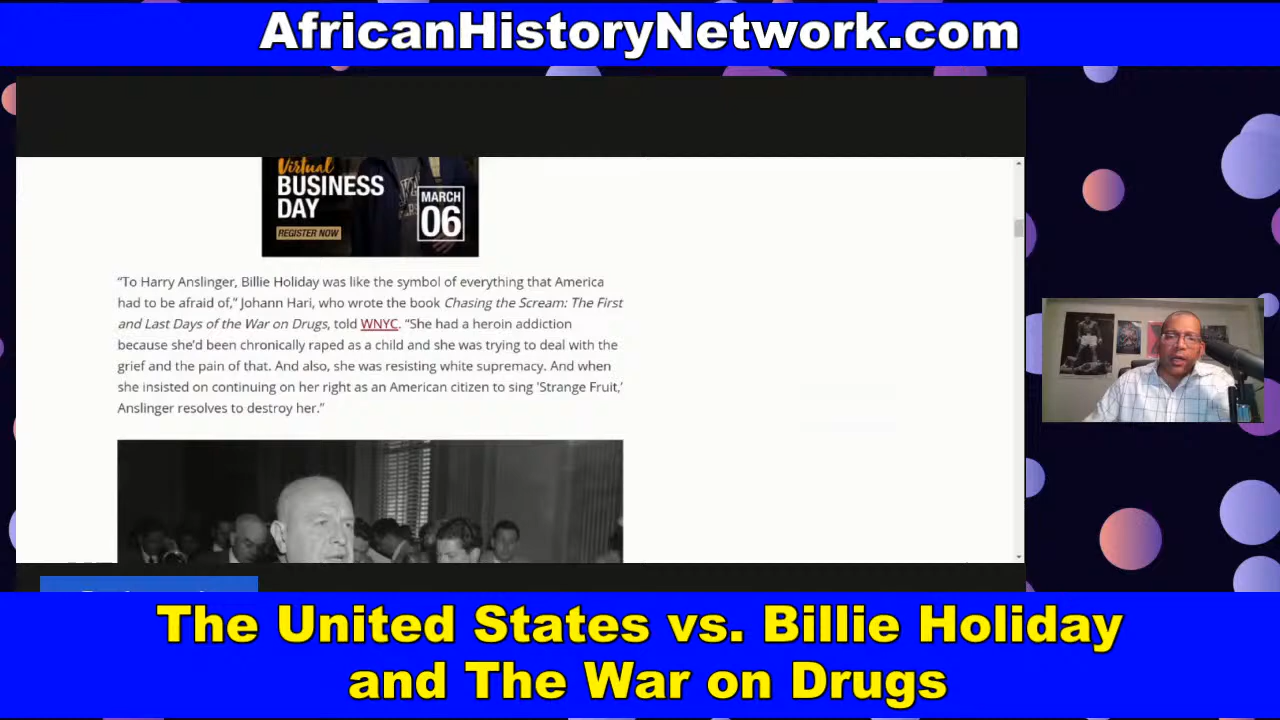 AfricanHistoryNetwork.com
Virtual
BUSINESS
DAY
MARCH
06
REGISTER NOW
“To Harry Anslinger, Billie Holiday was like the symbol of everything that America
had to be afraid of,” Johann Hari, who wrote the book Chasing the Scream: The First
and Last Days of the War on Drugs, told WNYC. “She had a heroin addiction
because she’d been chronically raped as a child and she was trying to deal with the
grief and the pain of that. And also, she was resisting white supremacy. And when
she insisted on continuing on her right as an American citizen to sing ‘Strange Fruit,’
Anslinger resolves to destroy her.”
The United States vs. Billie Holiday
and The War on Drugs